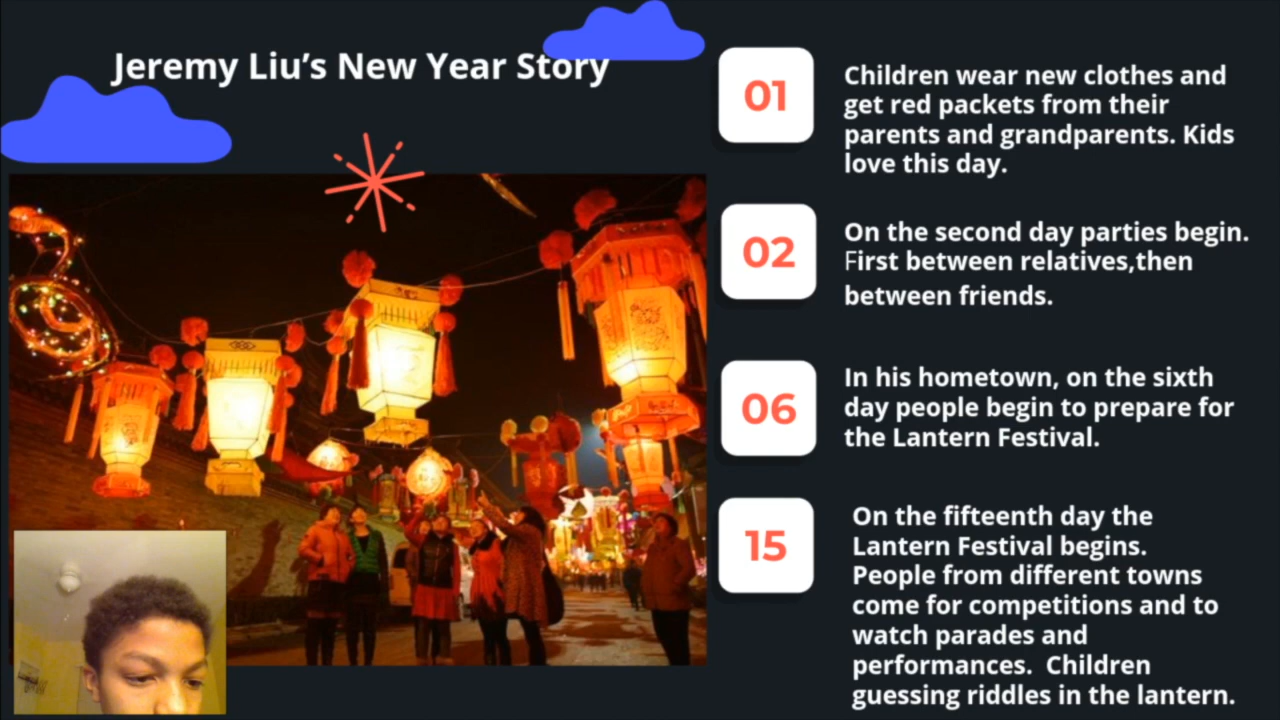 Jeremy Liu’s New Year Story
01
Children wear new clothes and
get red packets from their
parents and grandparents. Kids
love this day.
02
On the second day parties begin.
First between relatives,then
between friends.
06
In his hometown, on the sixth
day people begin to prepare for
the Lantern Festival.
15
On the fifteenth day the
Lantern Festival begins.
People from different towns
come for competitions and to
watch parades and
performances.  Children
guessing riddles in the lantern.